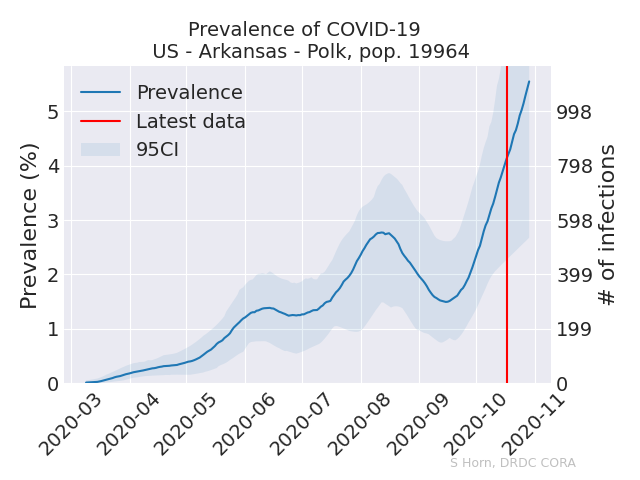 Prevalence of COVID-19
US - Arkansas - Polk, pop. 19964
Prevalence
Latest data
95CI
Prevalence (%)
5
4
3
2
1
0
998
798
598
399
199
0
# of infections
2020-03
2020-04
2020-05
2020-06
2020-07
2020-08
2020-09
2020-10
2020-11
S Horn, DRDC CORA